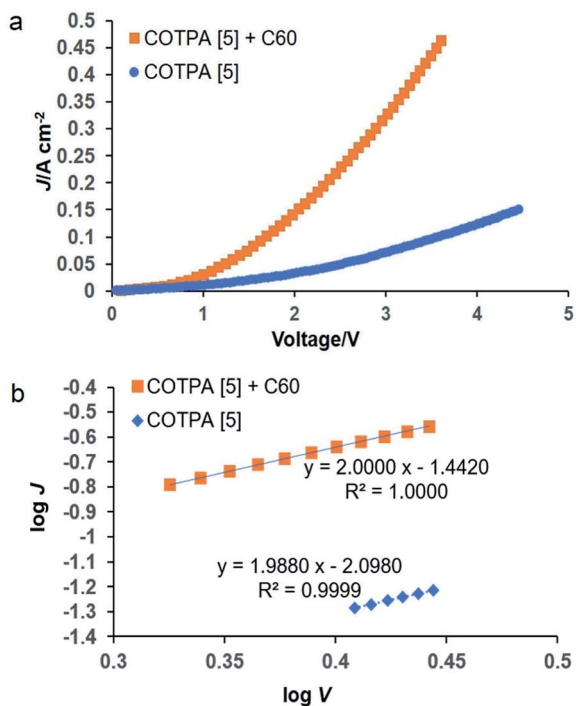 a
COTPA [5] + C60
COTPA [5]
0.5
0.45
0.4
0.35
0.3
0.25
0.2
0.15
0.1
0.05
0
J/A cm-2
0 1 2 3 4 5
Voltage/V
b
COTPA [5] + C60
COTPA [5]
-0.4
-0.5
-0.6
-0.7
-0.8
-0.9
-1
-1.1
-1.2
-1.3
-1.4
log J
y = 2.0000 x - 1.4420
R² = 1.0000
y = 1.9880 x - 2.0980
R² = 0.9999
0.3 0.35 0.4 0.45 0.5
log V